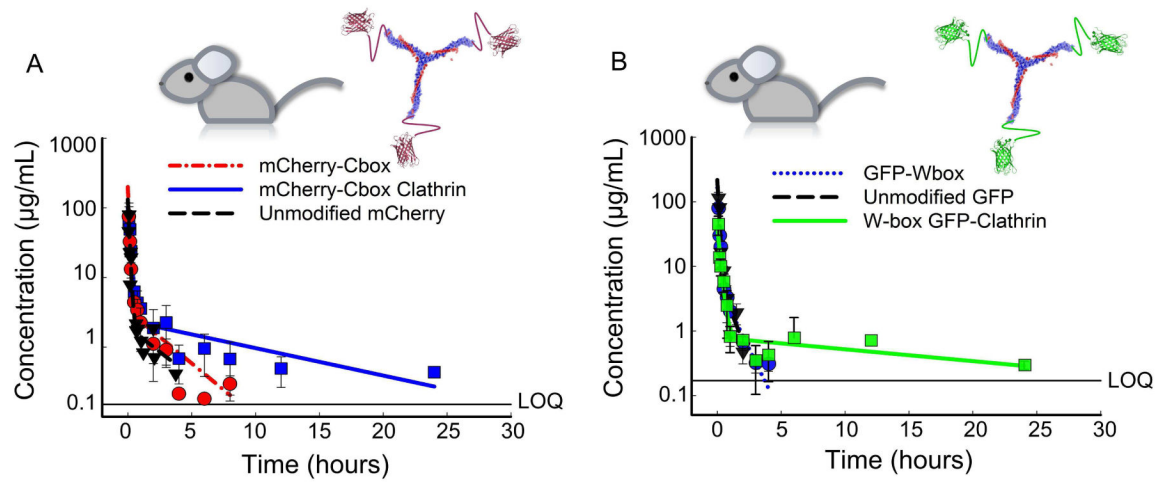 A
mCherry-Cbox
mCherry-Cbox Clathrin
Unmodified mCherry
Concentration (µg/mL)
1000
100
10
1
0.1
LOQ
0 5 10 15 20 25 30
Time (hours)
B
GFP-Wbox
Unmodified GFP
W-box GFP-Clathrin
Concentration (µg/mL)
1000
100
10
1
0.1
LOQ
0 5 10 15 20 25 30
Time (hours)